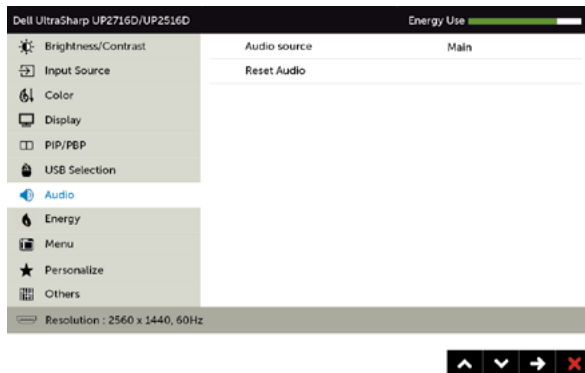 Dell UltraSharp UP2716D/UP2516D
Energy Use
Brightness/Contrast
Audio source
Main
Input Source
Reset Audio
Color
Display
PIP/PBP
USB Selection
Audio
Energy
Menu
Personalize
Others
Resolution : 2560 x 1440, 60Hz